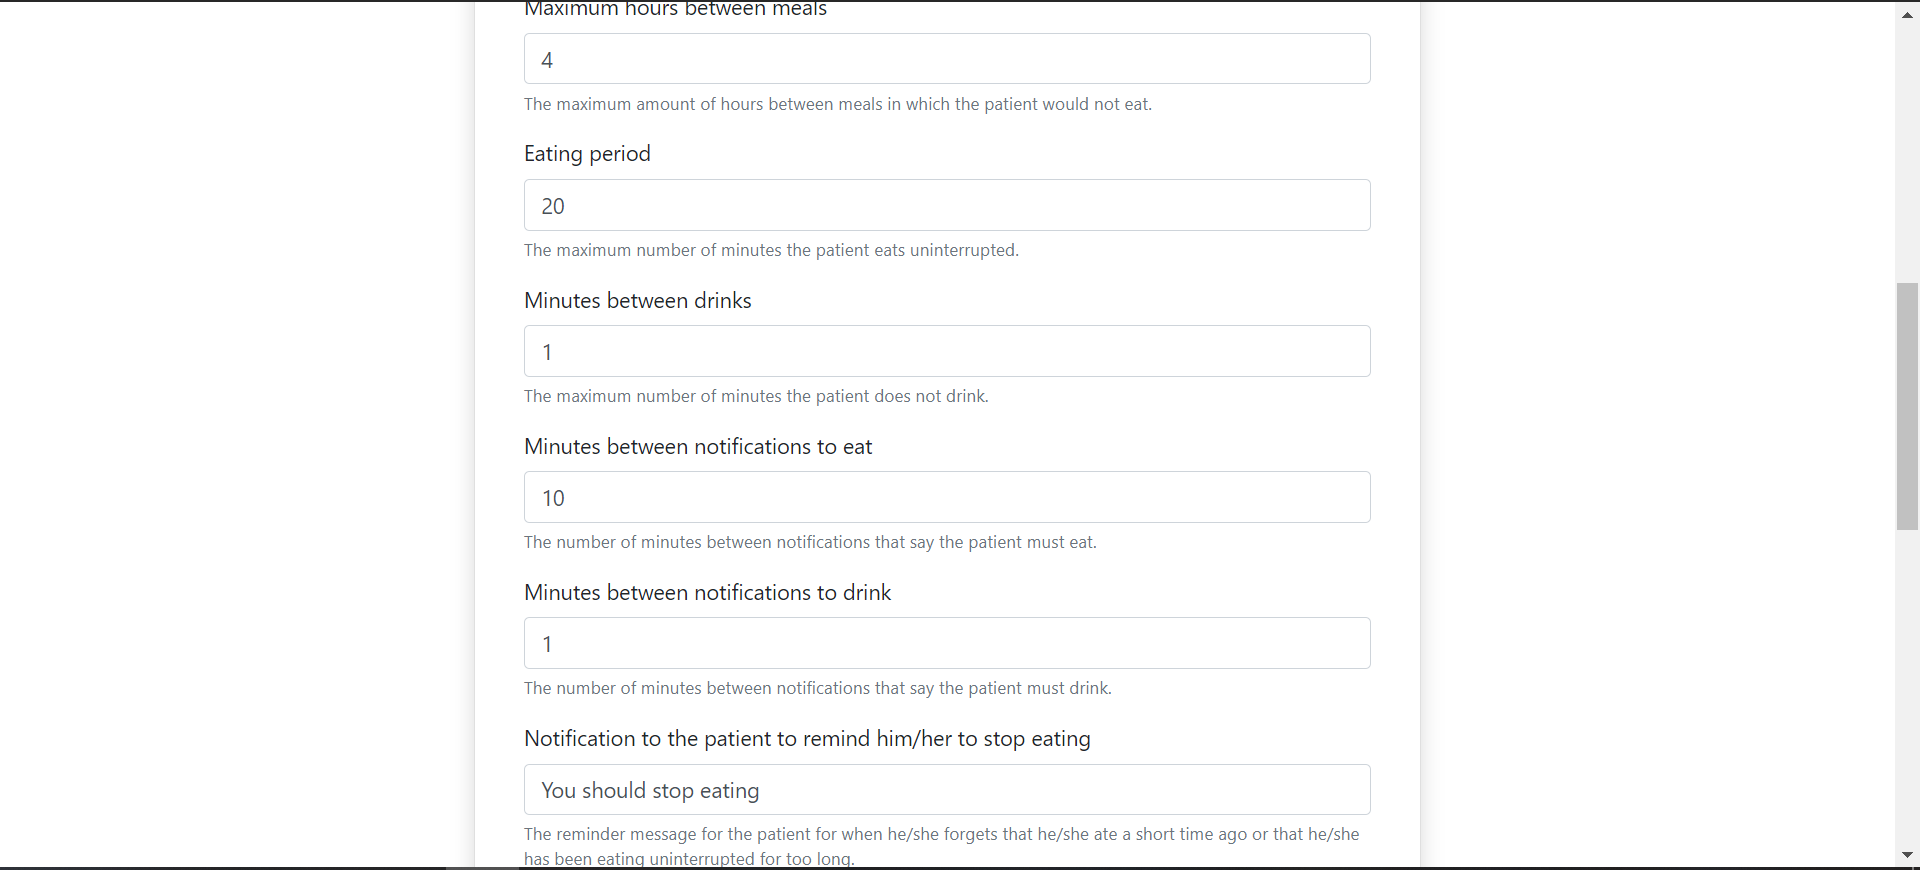 Maximum hours between meals
4
The maximum amount of hours between meals in which the patient would not eat.
Eating period
20
The maximum number of minutes the patient eats uninterrupted.
Minutes between drinks
1
The maximum number of minutes the patient does not drink.
Minutes between notifications to eat
10
The number of minutes between notifications that say the patient must eat.
Minutes between notifications to drink
1
The number of minutes between notifications that say the patient must drink.
Notification to the patient to remind him/her to stop eating
You should stop eating
The reminder message for the patient for when he/she forgets that he/she ate a short time ago or that he/she
has been eating uninterrupted for too long.